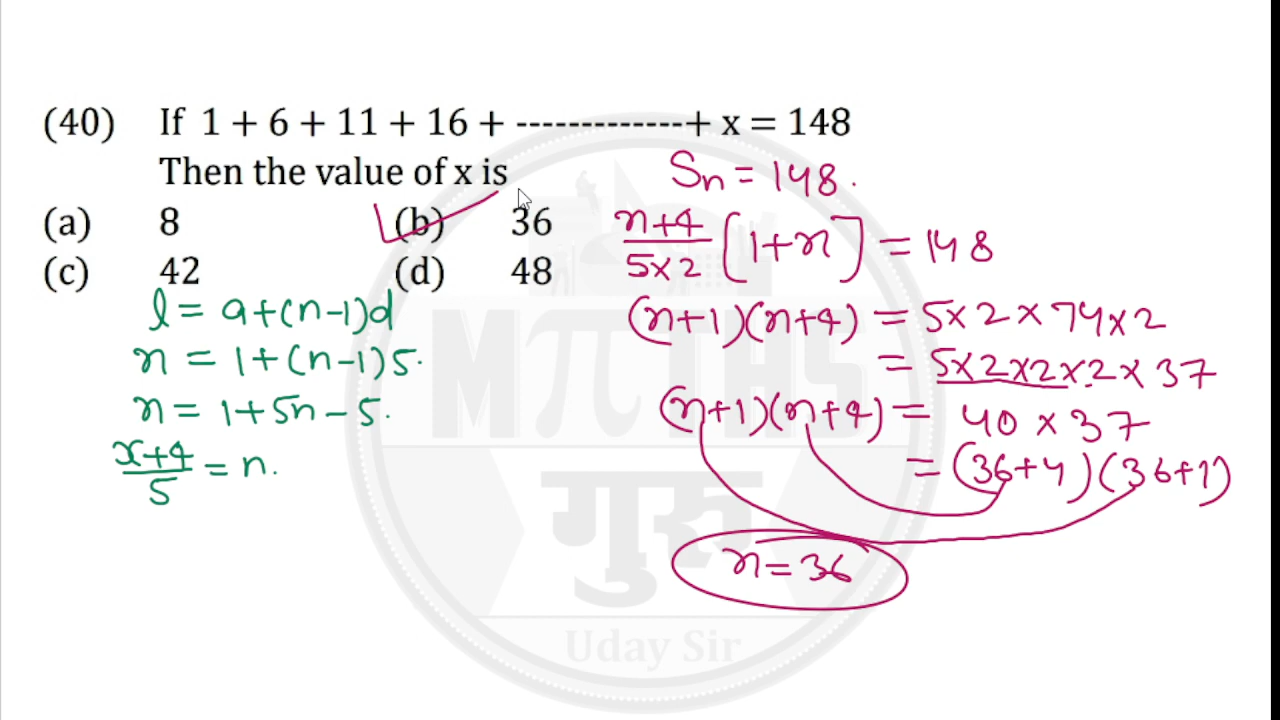 (40) If 1 + 6 + 11 + 16 + --------------+ x = 148
Then the value of x is
(a) 8 (b) 36
(c) 42 (d) 48
l = a+(n-1)d
x = 1+(n-1)5.
x = 1+5n-5.
x+4/5 = n.
Sn = 148.
x+4/5×2 [1+x] = 148
(x+1)(x+4) = 5×2×74×2
= 5×2×2×2×37
(x+1)(x+4) = 40×37
= (36+4)(36+1)
x=36
MπTHS
गुरु
Uday Sir